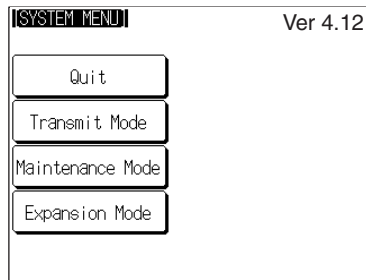 [SYSTEM MENU]
Ver 4.12
Quit
Transmit Mode
Maintenance Mode
Expansion Mode